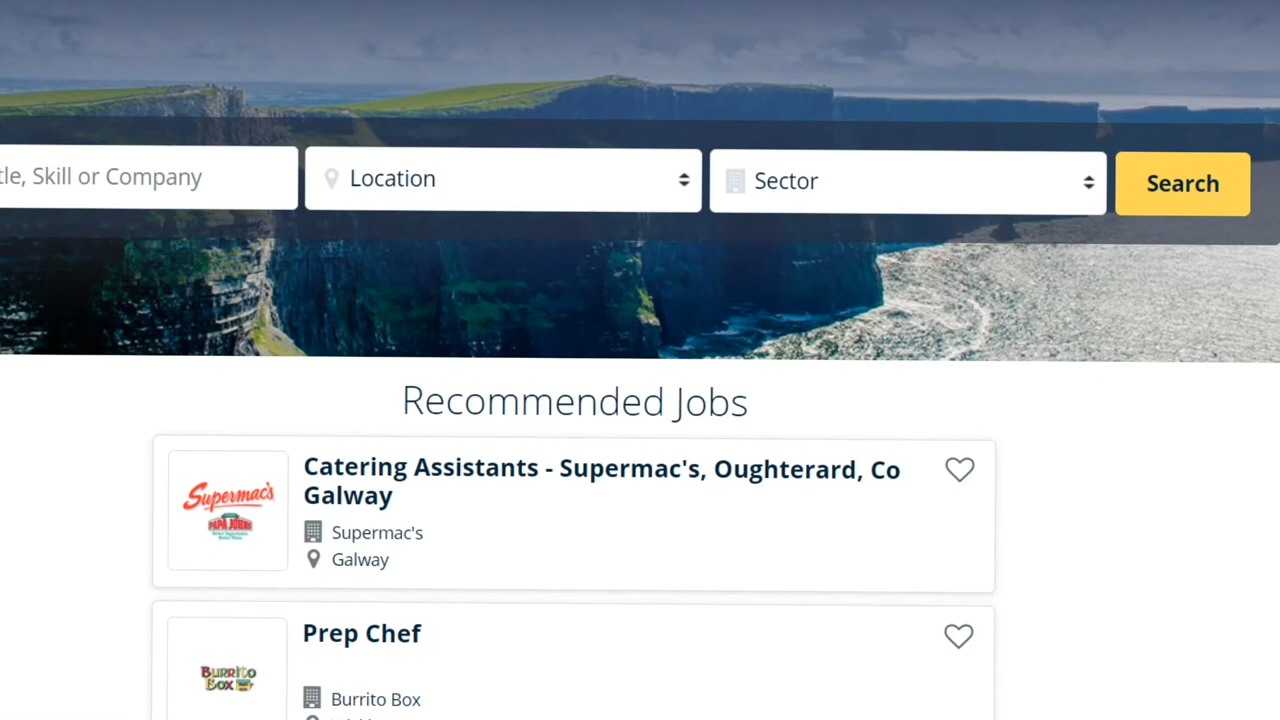 tle, Skill or Company
Location
Sector
Search
Recommended Jobs
Catering Assistants - Supermac's, Oughterard, Co
Galway
Supermac's
PAPA JOHNS
Supermac's
Galway
Prep Chef
BURRITO
BOX
Burrito Box